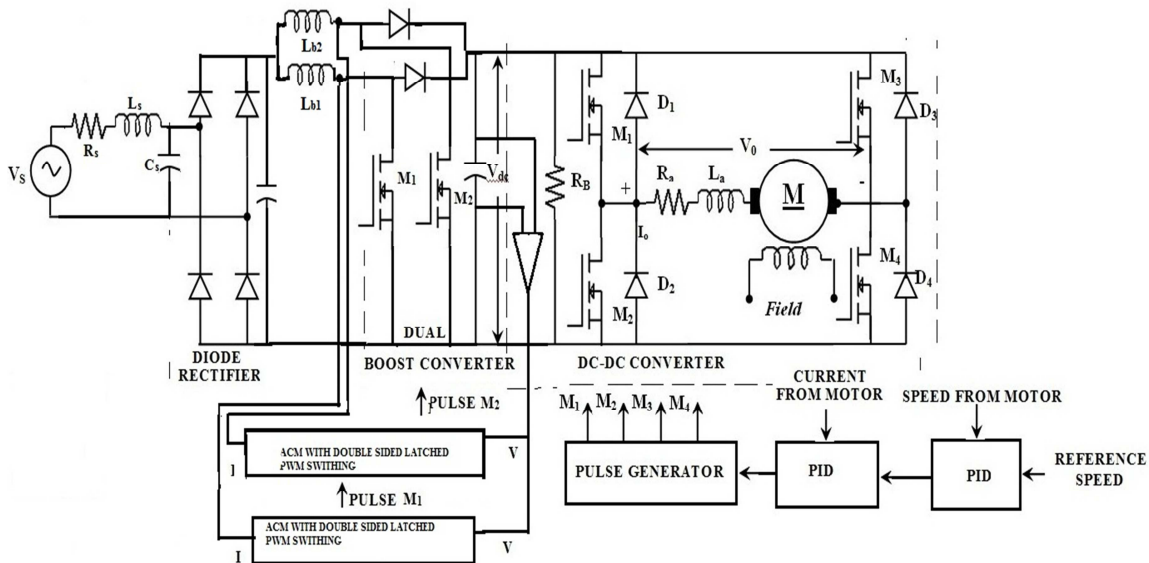 Lb2
Lb1
Ls
Rs
Cs
VS
M1
M2
Vdc
RB
M1
D1
V0
M3
D3
Ra
La
M
+
-
Io
M2
D2
Field
M4
D4
DUAL
BOOST CONVERTER
DIODE
RECTIFIER
DC-DC CONVERTER
PULSE M2
I
ACM WITH DOUBLE SIDED LATCHED
PWM SWITHING
V
PULSE M1
I
ACM WITH DOUBLE SIDED LATCHED
PWM SWITHING
V
M1 M2 M3 M4
PULSE GENERATOR
CURRENT
FROM MOTOR
PID
SPEED FROM MOTOR
PID
REFERENCE
SPEED